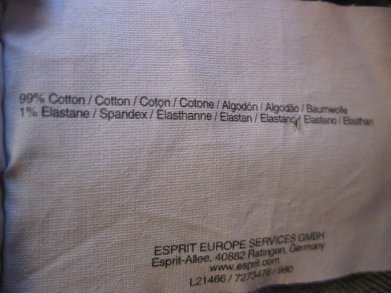 99% Cotton / Cotton / Coton / Cotone / Algodón / Algodão / Baumwolle
1% Elastane / Spandex / Élasthanne / Elastan / Elastano / Elastano / Elasthan
ESPRIT EUROPE SERVICES GMBH
Esprit-Allee, 40882 Ratingen, Germany
www.esprit.com
L21466 / 7273476 / 980